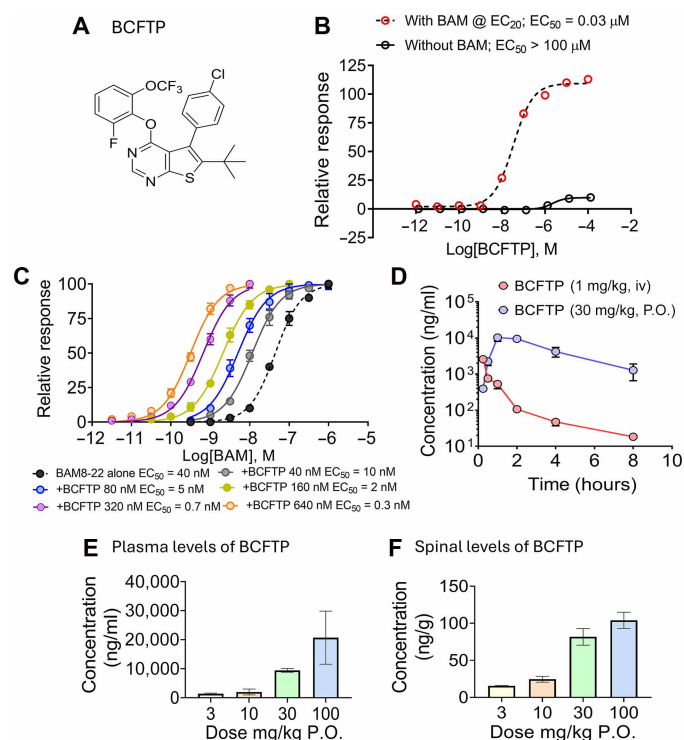 A BCFTP
OCF3
Cl
F
O
N
N
S
B
With BAM @ EC20; EC50 = 0.03 μM
Without BAM; EC50 > 100 μM
Relative response
125
100
75
50
25
0
−25
−12 −10 −8 −6 −4 −2
Log[BCFTP], M
C
Relative response
100
80
60
40
20
0
−12 −11 −10 −9 −8 −7 −6 −5
Log[BAM], M
BAM8-22 alone EC50 = 40 nM
+BCFTP 40 nM EC50 = 10 nM
+BCFTP 80 nM EC50 = 5 nM
+BCFTP 160 nM EC50 = 2 nM
+BCFTP 320 nM EC50 = 0.7 nM
+BCFTP 640 nM EC50 = 0.3 nM
D
BCFTP (1 mg/kg, iv)
BCFTP (30 mg/kg, P.O.)
Concentration (ng/ml)
10^5
10^4
10^3
10^2
10^1
0 2 4 6 8
Time (hours)
E Plasma levels of BCFTP
Concentration
(ng/ml)
40,000
30,000
20,000
10,000
0
3 10 30 100
Dose mg/kg P.O.
F Spinal levels of BCFTP
Concentration
(ng/g)
150
100
50
0
3 10 30 100
Dose mg/kg P.O.